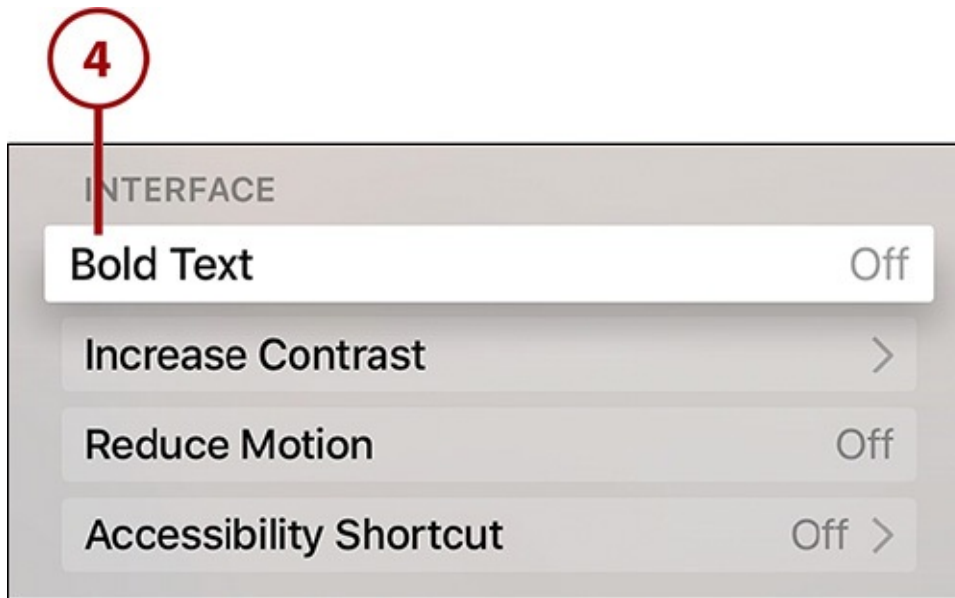 4
INTERFACE
Bold Text Off
Increase Contrast >
Reduce Motion Off
Accessibility Shortcut Off >